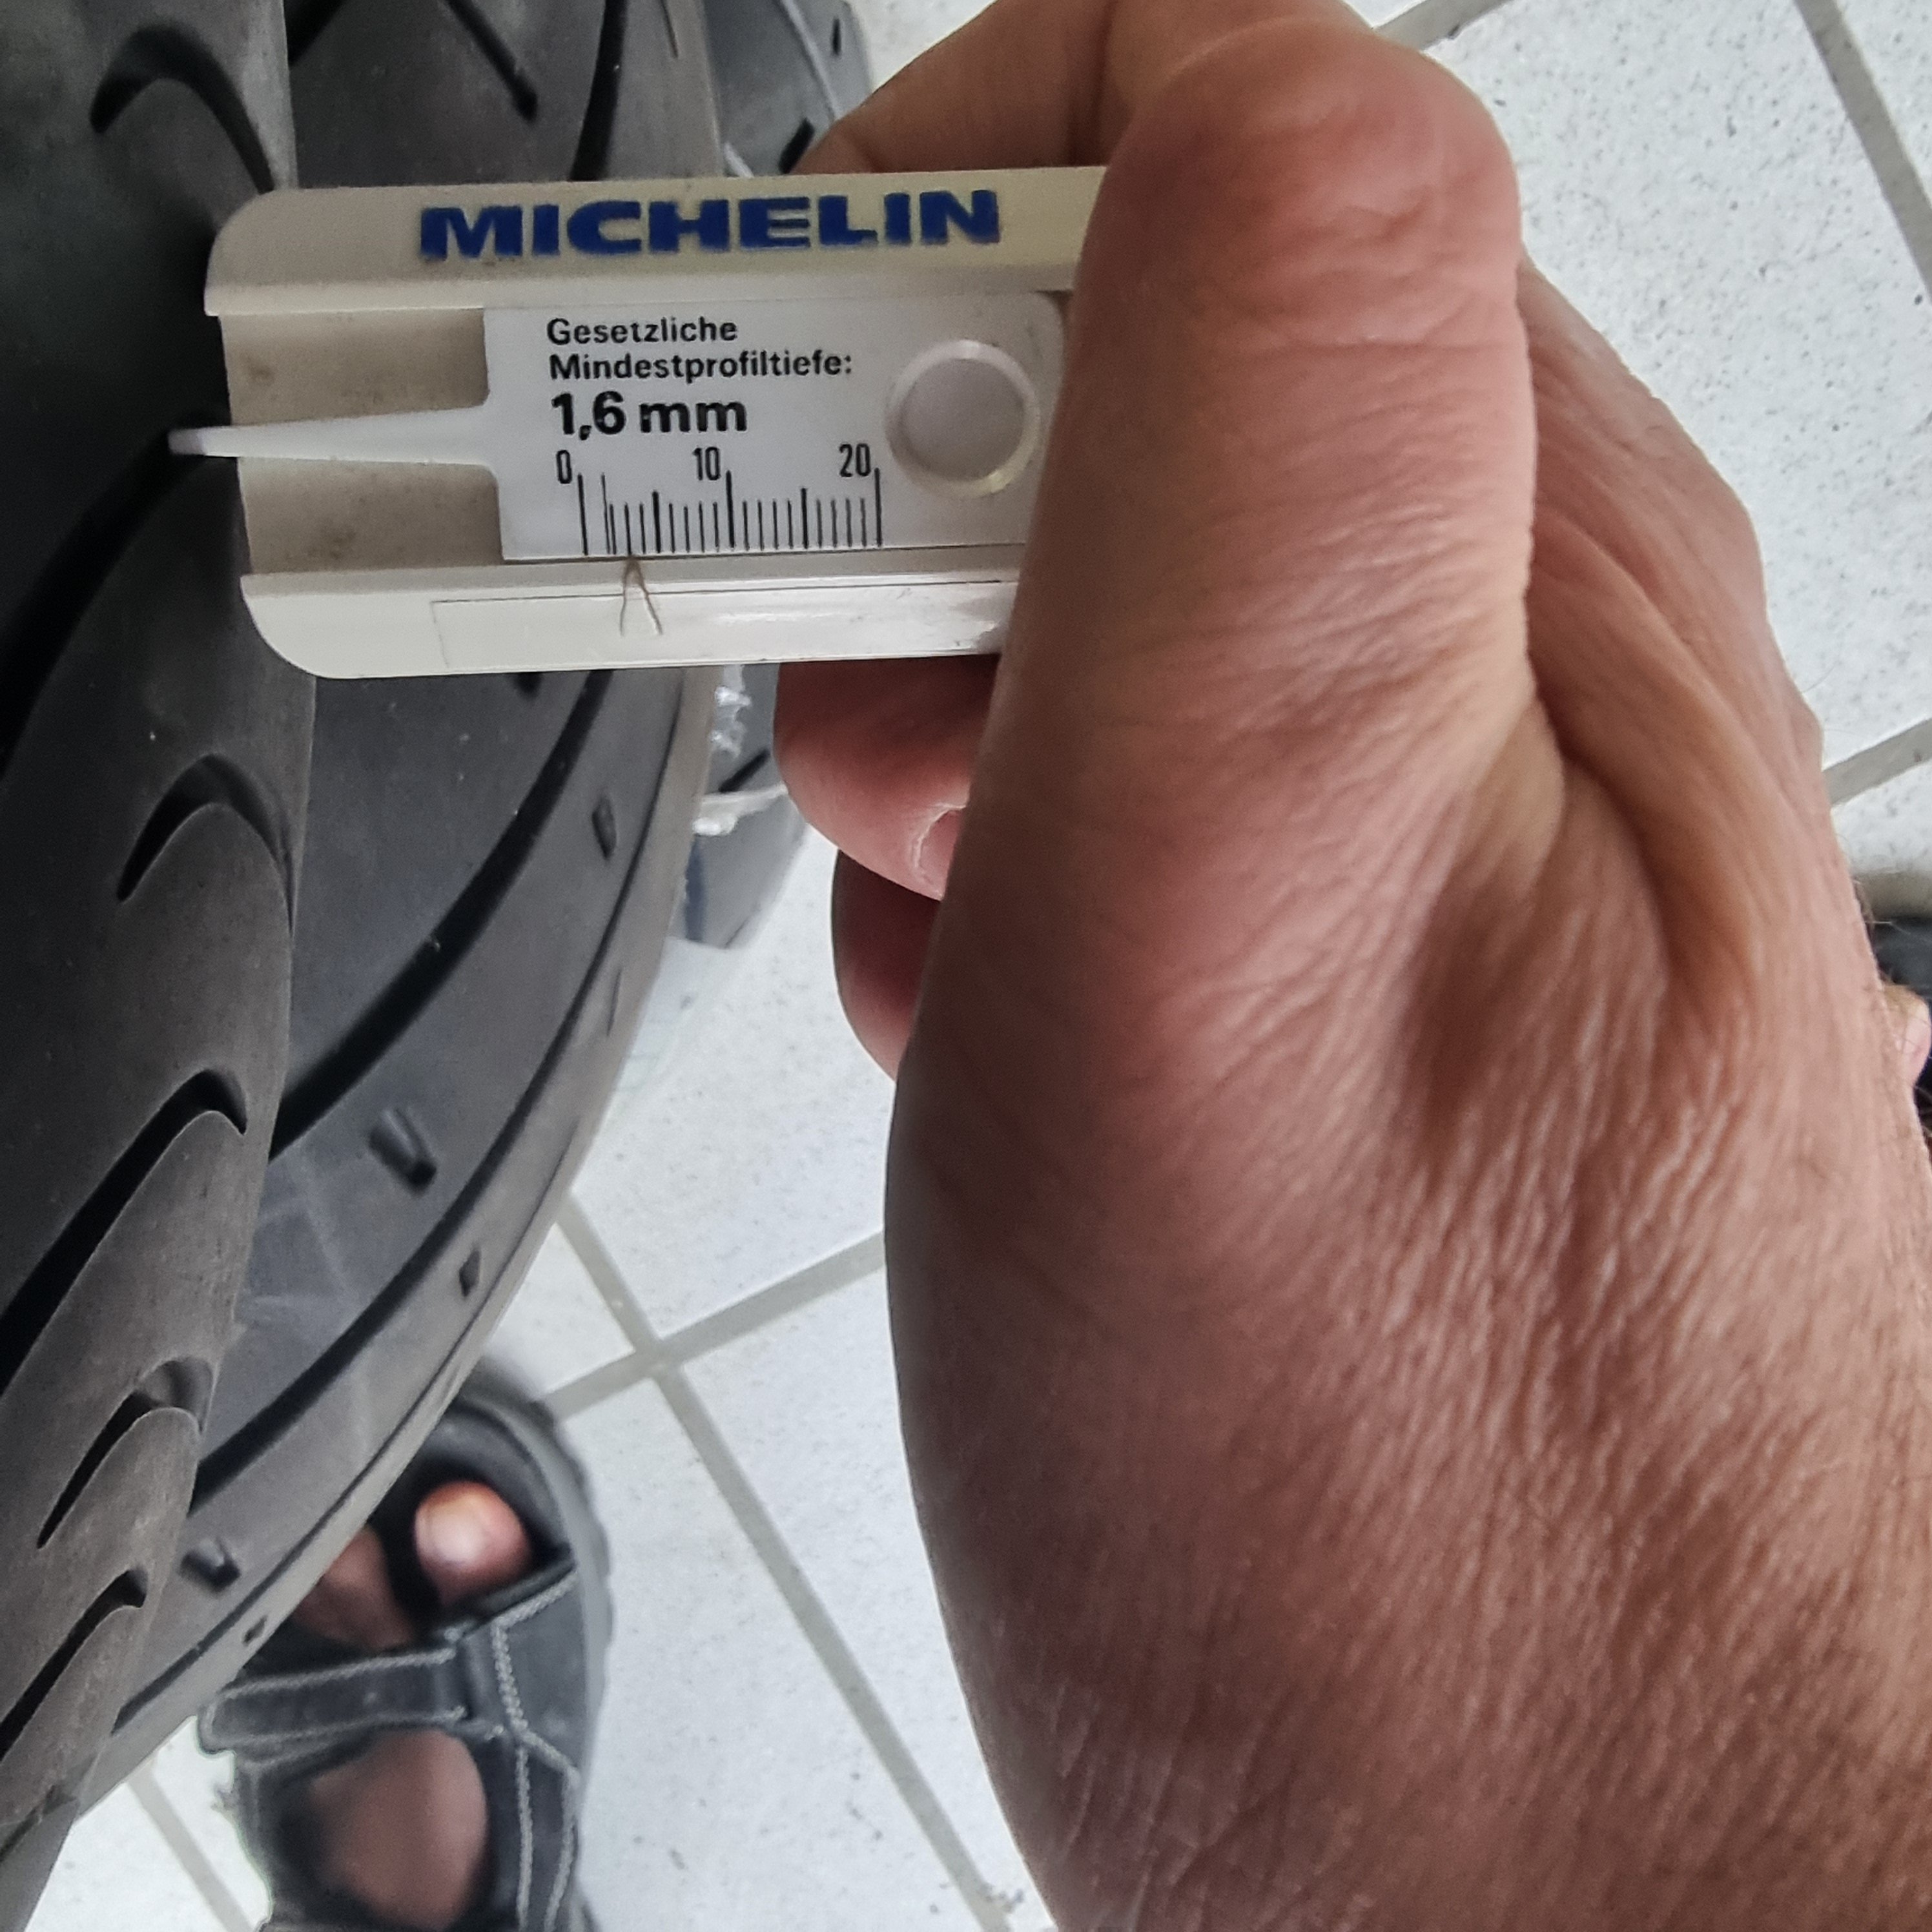 MICHELIN
Gesetzliche
Mindestprofiltiefe:
1,6 mm
0 10 20